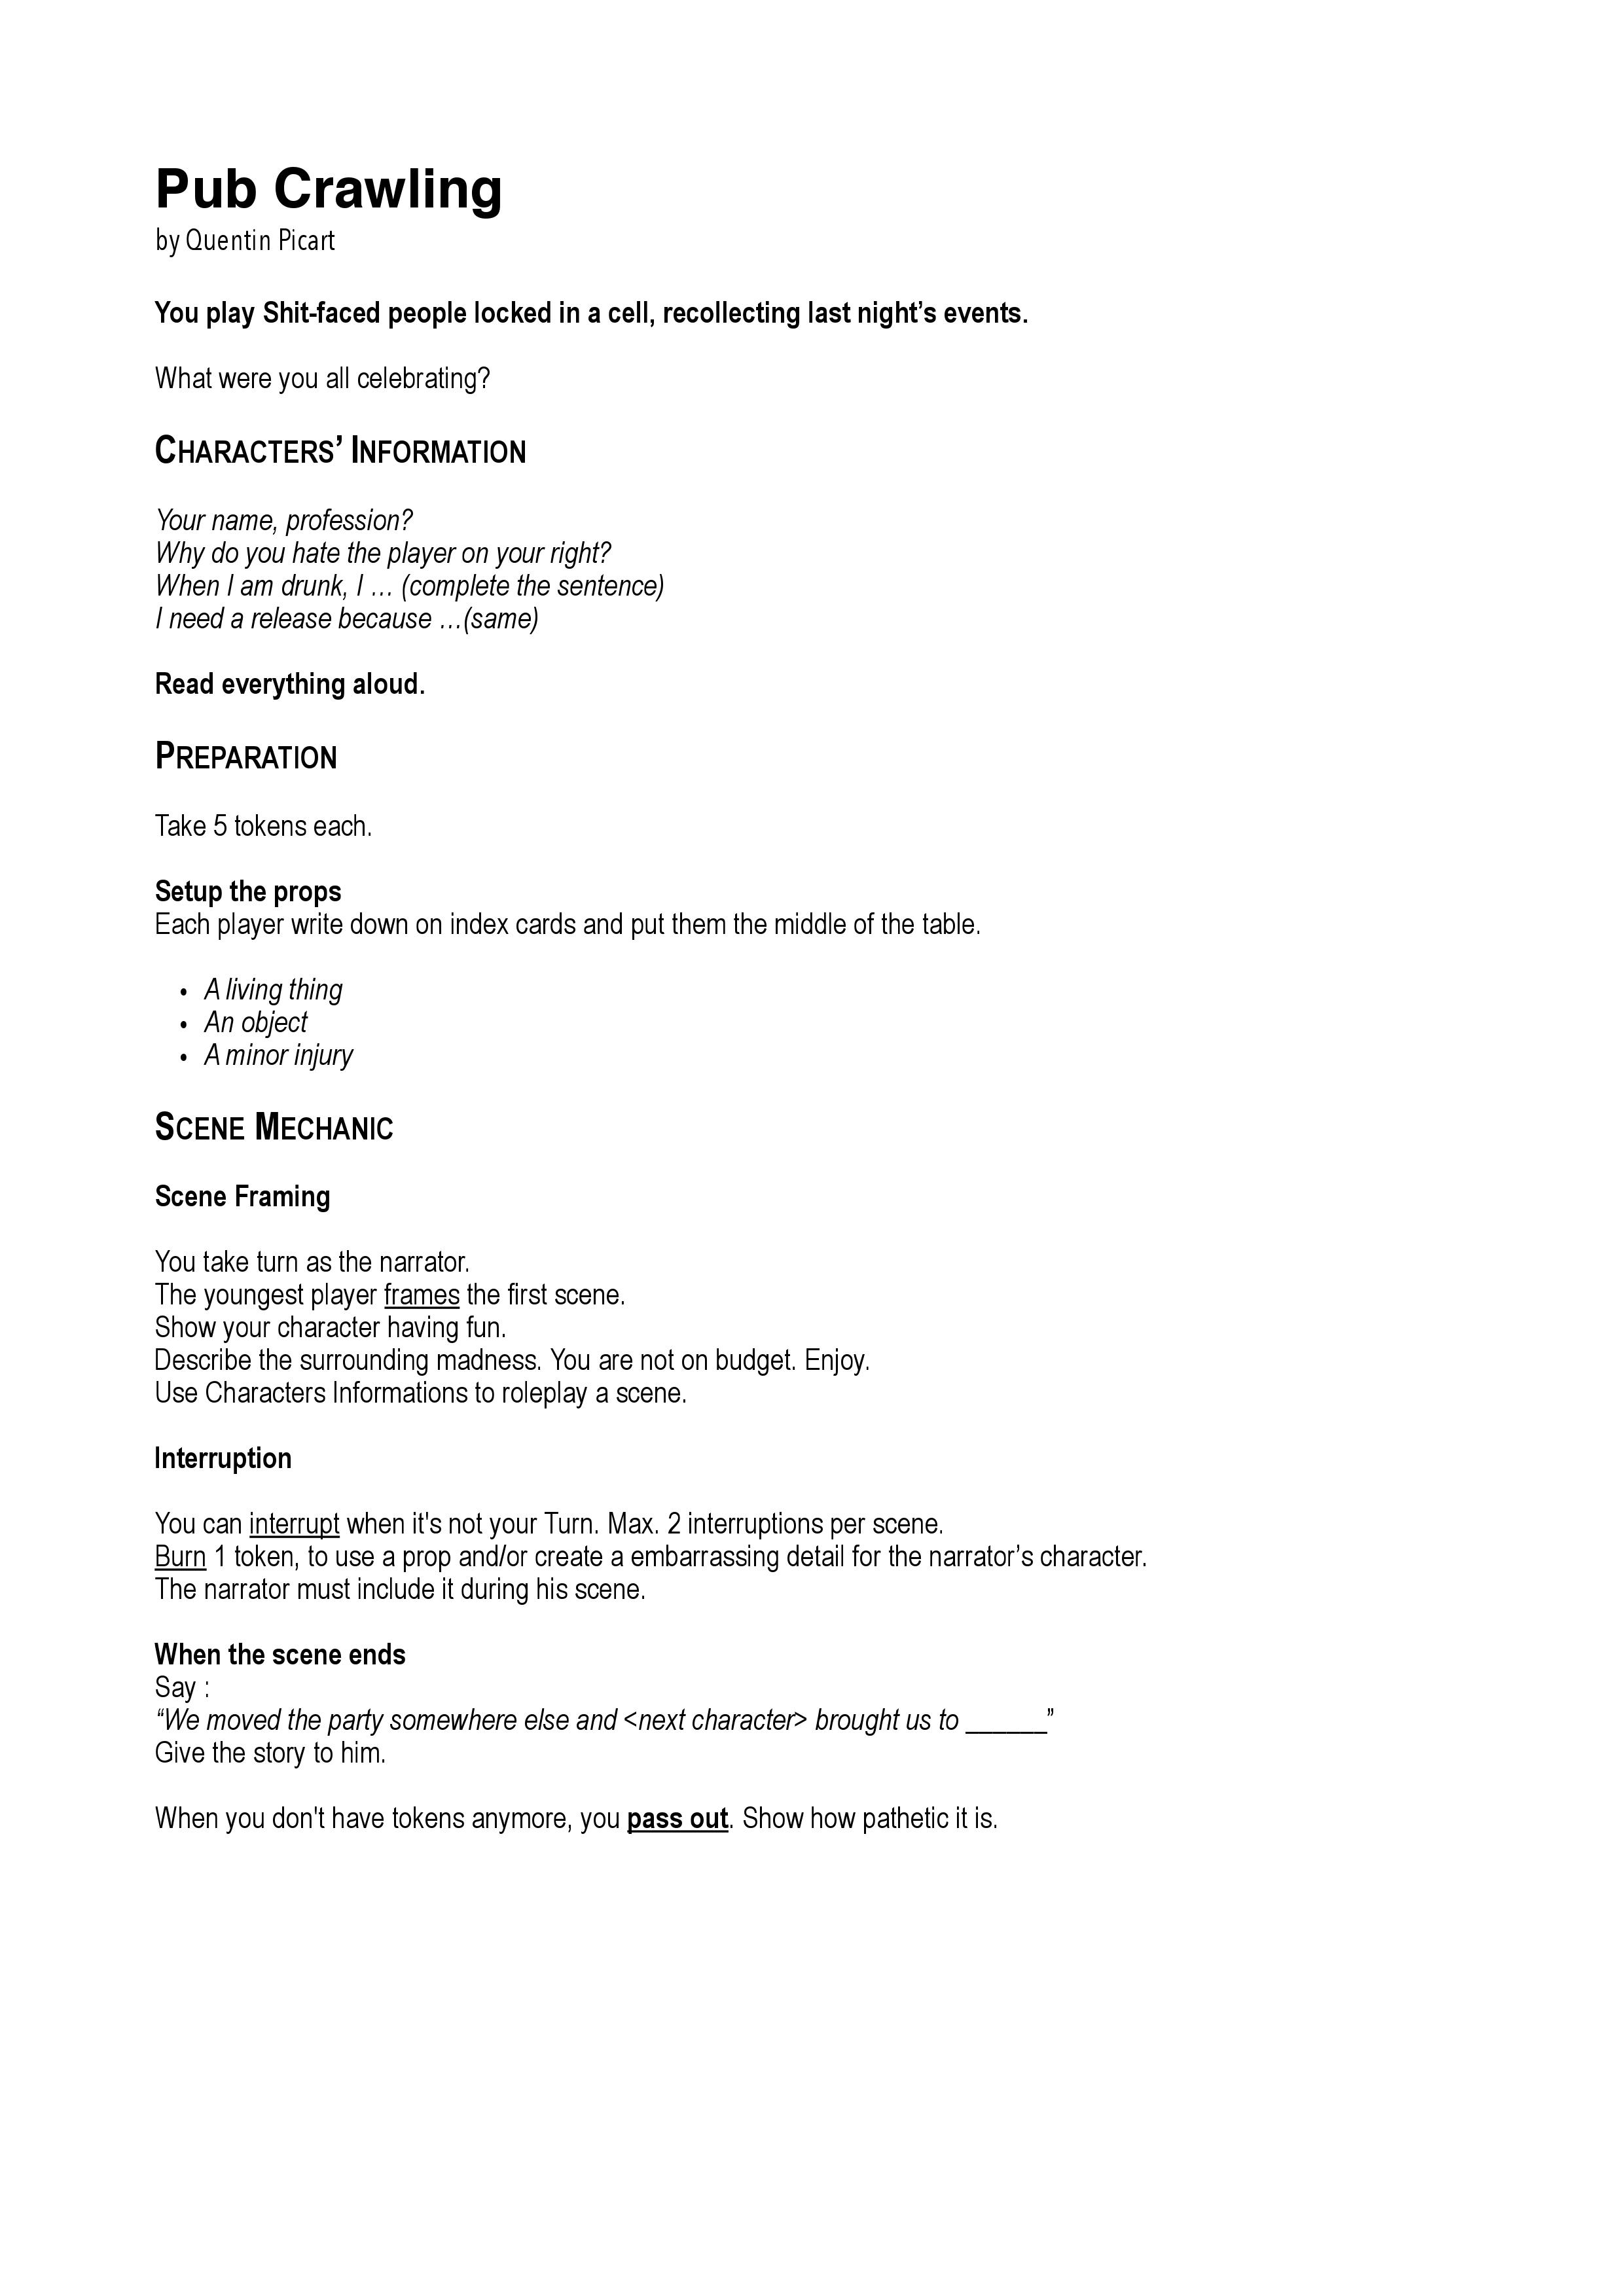 Pub Crawling
by Quentin Picart
You play Shit-faced people locked in a cell, recollecting last night’s events.
What were you all celebrating?
CHARACTERS’ INFORMATION
Your name, profession?
Why do you hate the player on your right?
When I am drunk, I … (complete the sentence)
I need a release because …(same)
Read everything aloud.
PREPARATION
Take 5 tokens each.
Setup the props
Each player write down on index cards and put them the middle of the table.
• A living thing
• An object
• A minor injury
SCENE MECHANIC
Scene Framing
You take turn as the narrator.
The youngest player frames the first scene.
Show your character having fun.
Describe the surrounding madness. You are not on budget. Enjoy.
Use Characters Informations to roleplay a scene.
Interruption
You can interrupt when it's not your Turn. Max. 2 interruptions per scene.
Burn 1 token, to use a prop and/or create a embarrassing detail for the narrator’s character.
The narrator must include it during his scene.
When the scene ends
Say :
“We moved the party somewhere else and <next character> brought us to ______”
Give the story to him.
When you don't have tokens anymore, you pass out. Show how pathetic it is.